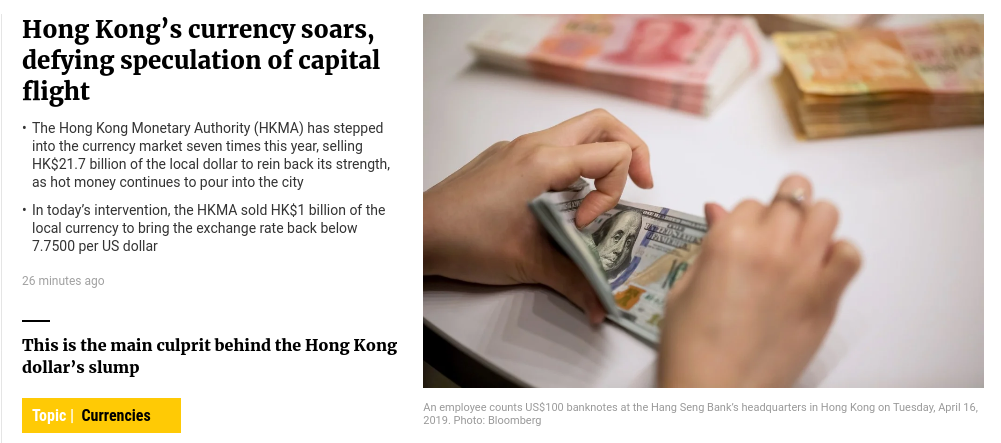 Hong Kong's currency soars,
defying speculation of capital
flight
• The Hong Kong Monetary Authority (HKMA) has stepped
into the currency market seven times this year, selling
HK$21.7 billion of the local dollar to rein back its strength,
as hot money continues to pour into the city
• In today's intervention, the HKMA sold HK$1 billion of the
local currency to bring the exchange rate back below
7.7500 per US dollar
26 minutes ago
This is the main culprit behind the Hong Kong
dollar's slump
Topic | Currencies
An employee counts US$100 banknotes at the Hang Seng Bank's headquarters in Hong Kong on Tuesday, April 16,
2019. Photo: Bloomberg